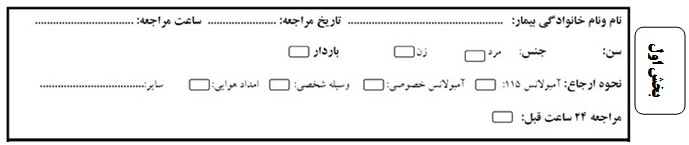 نام ونام خانوادگی بیمار: ................................................ تاریخ مراجعه: ..................... ساعت مراجعه: ..............................
سن: جنس: مرد زن باردار
نحوه ارجاع: آمبولانس ۱۱۵: آمبولانس خصوصی: وسیله شخصی: امداد هوایی: سایر:..................................
مراجعه ۲۴ ساعت قبل:
بخش اول